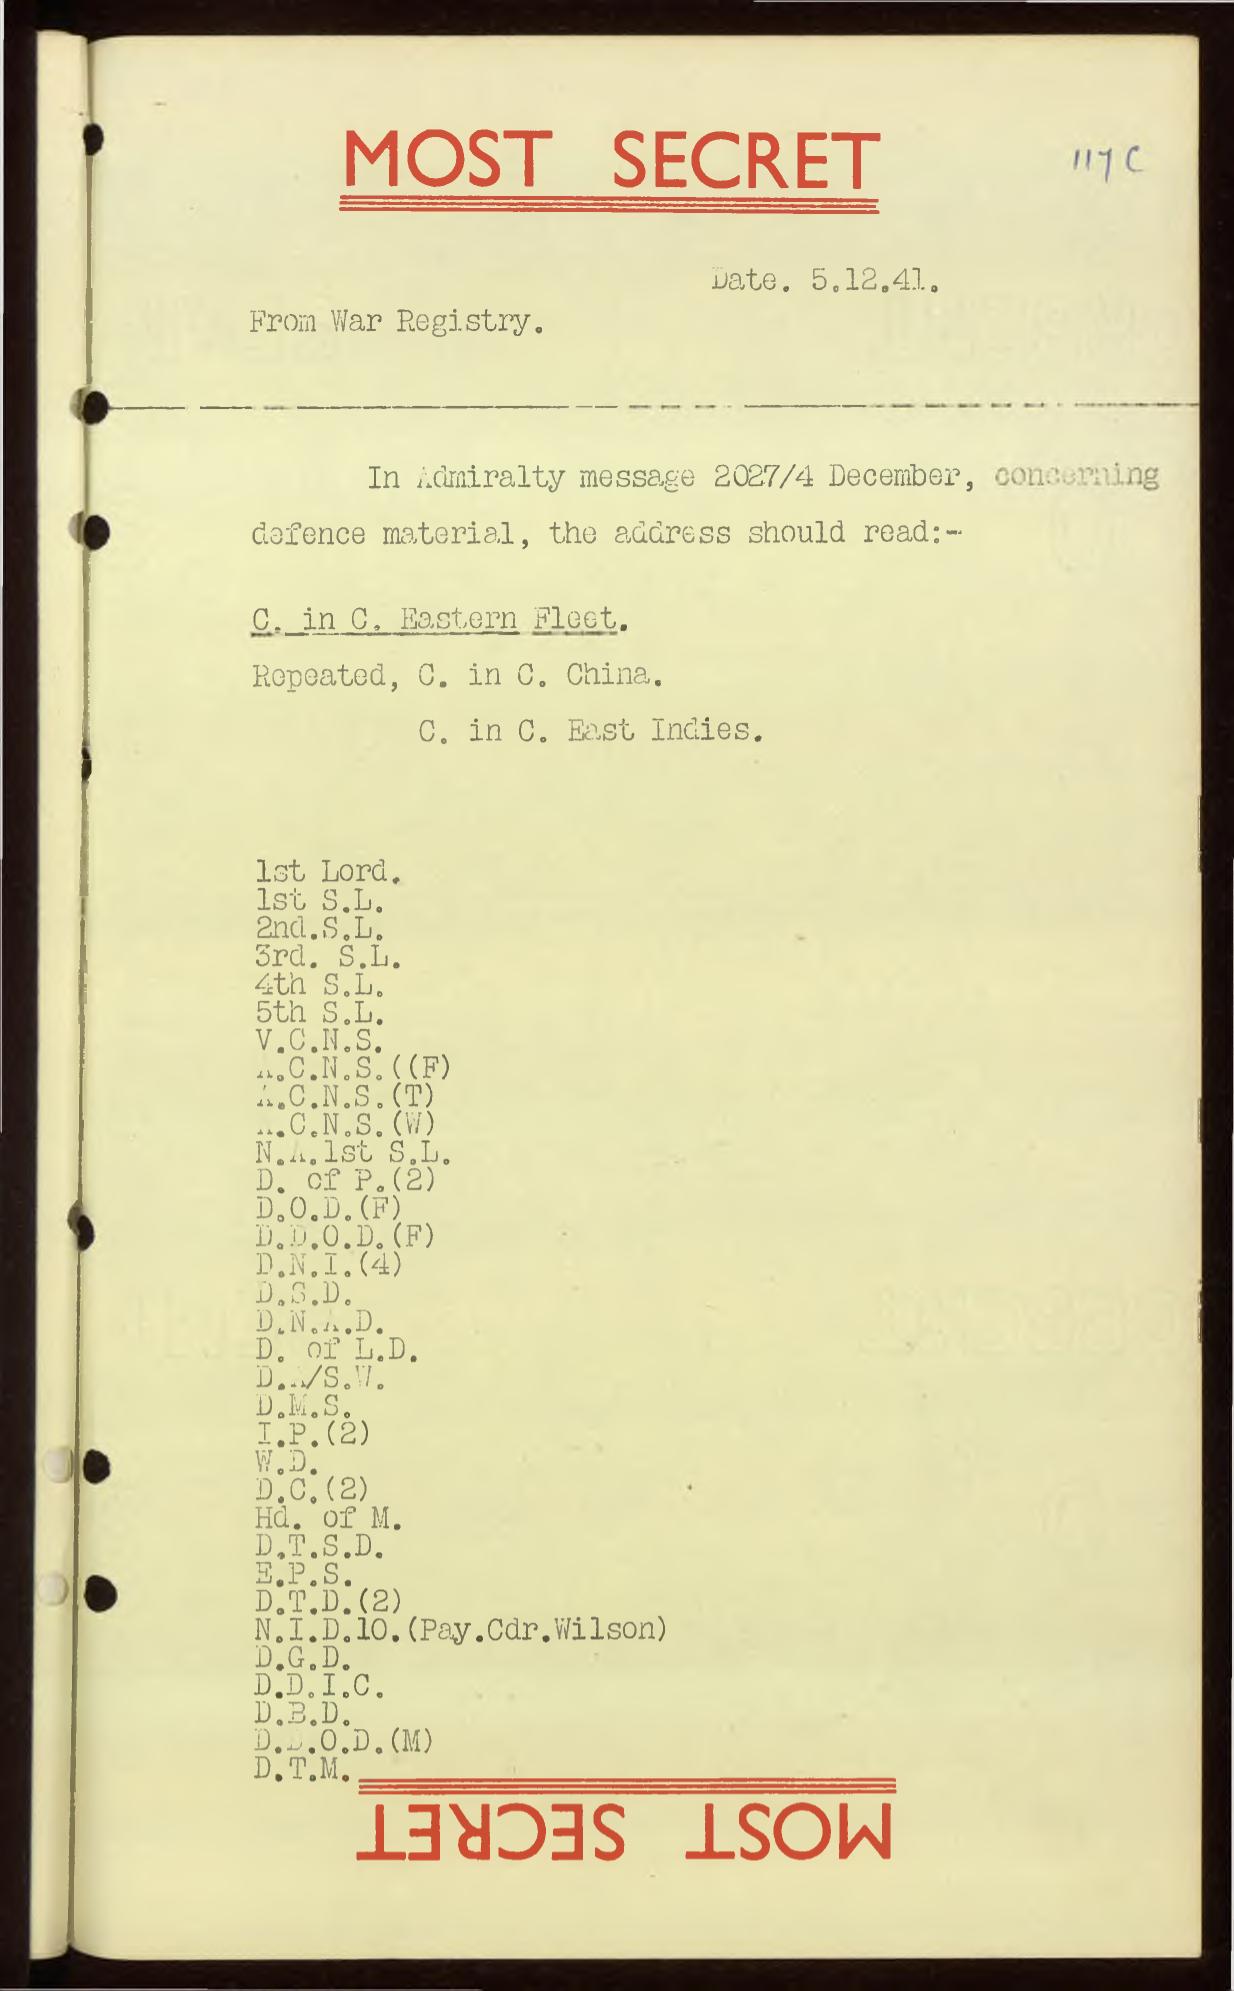 MOST SECRET
117 C
Date. 5.12.41.
From War Registry.
In Admiralty message 2027/4 December, concerning
defence material, the address should read:-
C. in C. Eastern Fleet.
Repeated, C. in C. China.
C. in C. East Indies.
1st Lord.
1st S.L.
2nd.S.L.
3rd. S.L.
4th S.L.
5th S.L.
V.C.N.S.
A.C.N.S.((F)
A.C.N.S.(T)
A.C.N.S.(W)
N.A.1st S.L.
D. of P.(2)
D.O.D.(F)
D.D.O.D.(F)
D.N.I.(4)
D.S.D.
D.N.A.D.
D. of L.D.
D.A/S.W.
D.M.S.
I.P.(2)
W.D.
D.C.(2)
Hd. of M.
D.T.S.D.
E.P.S.
D.T.D.(2)
N.I.D.10.(Pay.Cdr.Wilson)
D.G.D.
D.D.I.C.
D.B.D.
D.D.O.D.(M)
D.T.M.
MOST SECRET